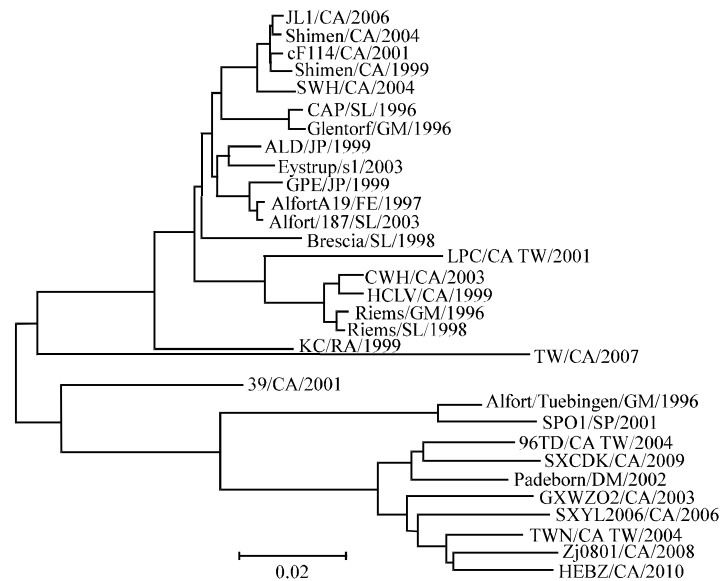 JL1/CA/2006
Shimen/CA/2004
cF114/CA/2001
Shimen/CA/1999
SWH/CA/2004
CAP/SL/1996
Glentorf/GM/1996
ALD/JP/1999
Eystrup/s1/2003
GPE/JP/1999
AlfortA19/FE/1997
Alfort/187/SL/2003
Brescia/SL/1998
LPC/CA TW/2001
CWH/CA/2003
HCLV/CA/1999
Riems/GM/1996
Riems/SL/1998
KC/RA/1999
TW/CA/2007
39/CA/2001
Alfort/Tuebingen/GM/1996
SPO1/SP/2001
96TD/CA TW/2004
SXCDK/CA/2009
Padeborn/DM/2002
GXWZO2/CA/2003
SXYL2006/CA/2006
TWN/CA TW/2004
Zj0801/CA/2008
HEBZ/CA/2010
0.02